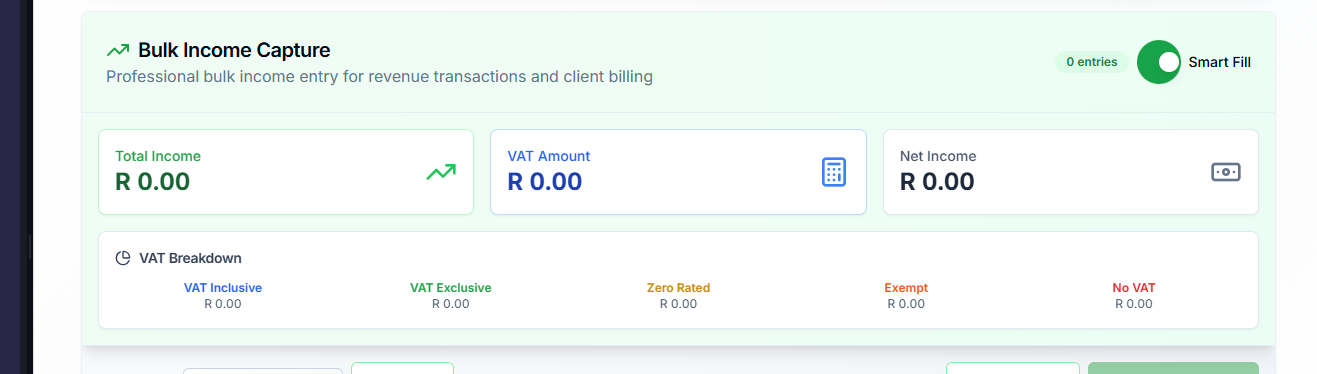 Bulk Income Capture
Professional bulk income entry for revenue transactions and client billing
0 entries
Smart Fill
Total Income
R 0.00
VAT Amount
R 0.00
Net Income
R 0.00
VAT Breakdown
VAT Inclusive
R 0.00
VAT Exclusive
R 0.00
Zero Rated
R 0.00
Exempt
R 0.00
No VAT
R 0.00